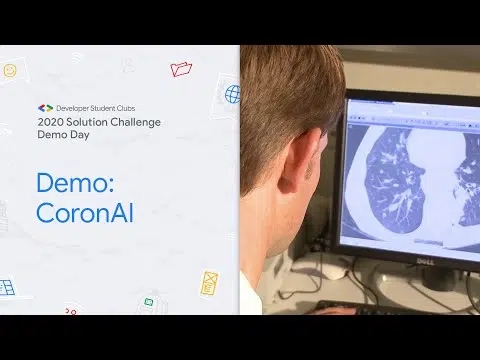 Developer Student Clubs
2020 Solution Challenge
Demo Day
Demo:
CoronAI
DELL